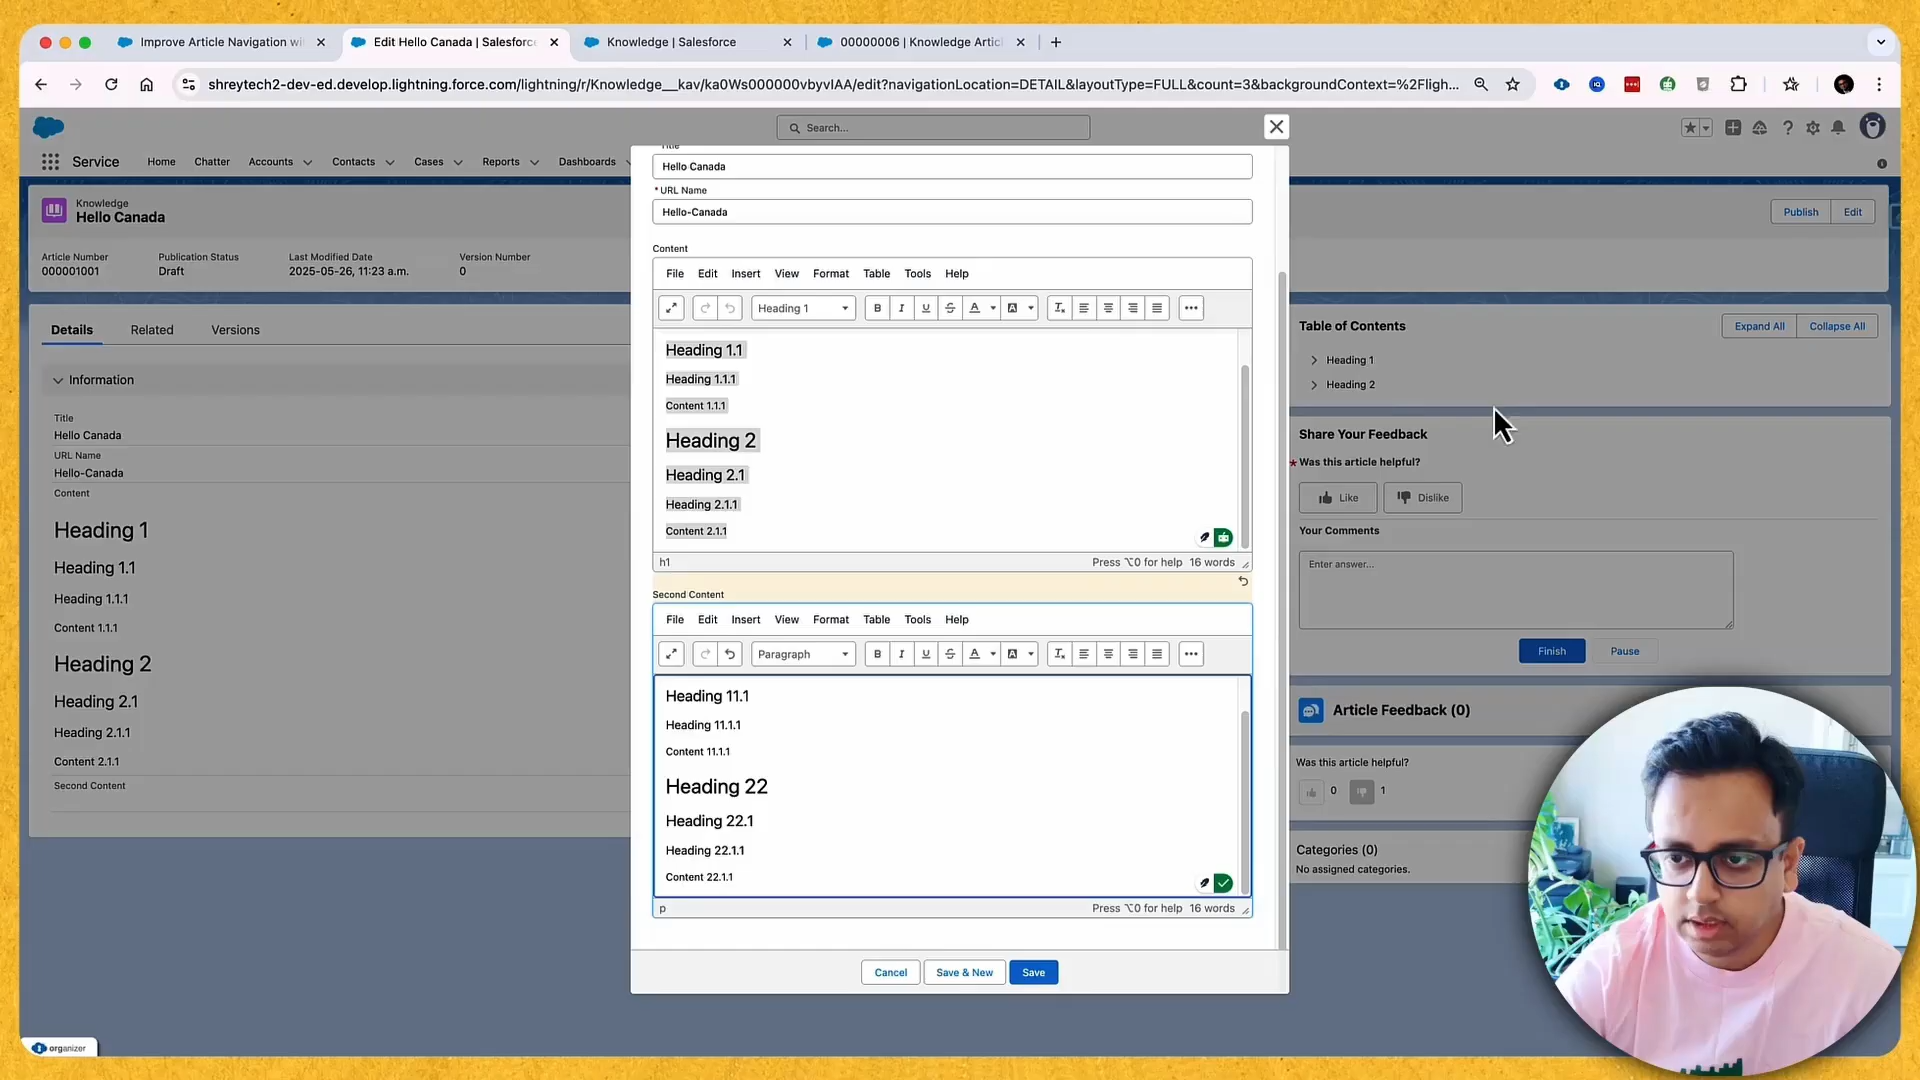 Improve Article Navigation wi
Edit Hello Canada | Salesforc
Knowledge | Salesforce
00000006 | Knowledge Artic
shreytech2-dev-ed.develop.lightning.force.com/lightning/r/Knowledge__kav/ka0Ws000000vbyvIAA/edit?navigationLocation=DETAIL&layoutType=FULL&count=3&backgroundContext=%2Fligh...
Search...
Service
Home
Chatter
Accounts
Contacts
Cases
Reports
Dashboards
Knowledge
Hello Canada
Publish
Edit
Article Number
000001001
Publication Status
Draft
Last Modified Date
2025-05-26, 11:23 a.m.
Version Number
0
Details
Related
Versions
Information
Title
Hello Canada
URL Name
Hello-Canada
Content
Heading 1
Heading 1.1
Heading 1.1.1
Content 1.1.1
Heading 2
Heading 2.1
Heading 2.1.1
Content 2.1.1
Second Content
Title
Hello Canada
* URL Name
Hello-Canada
Content
File Edit Insert View Format Table Tools Help
Heading 1
B I U S A A
Heading 1.1
Heading 1.1.1
Content 1.1.1
Heading 2
Heading 2.1
Heading 2.1.1
Content 2.1.1
h1
Press ⌥0 for help 16 words
Second Content
File Edit Insert View Format Table Tools Help
Paragraph
B I U S A A
Heading 11.1
Heading 11.1.1
Content 11.1.1
Heading 22
Heading 22.1
Heading 22.1.1
Content 22.1.1
p
Press ⌥0 for help 16 words
Cancel
Save & New
Save
Table of Contents
Expand All
Collapse All
Heading 1
Heading 2
Share Your Feedback
* Was this article helpful?
Like
Dislike
Your Comments
Enter answer...
Finish
Pause
Article Feedback (0)
Was this article helpful?
0
1
Categories (0)
No assigned categories.
organizer